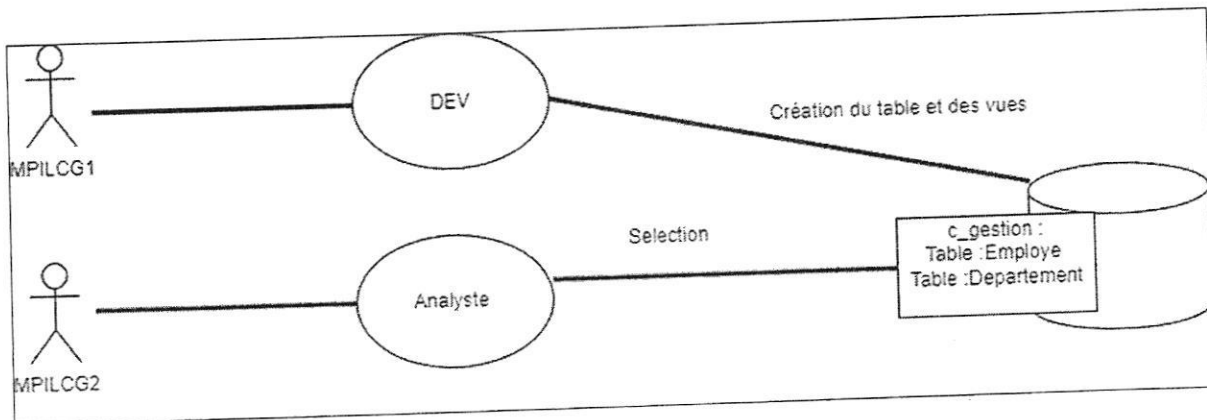 DEV
Création du table et des vues
MPILCG1
Selection
c_gestion :
Table :Employe
Table :Departement
Analyste
MPILCG2